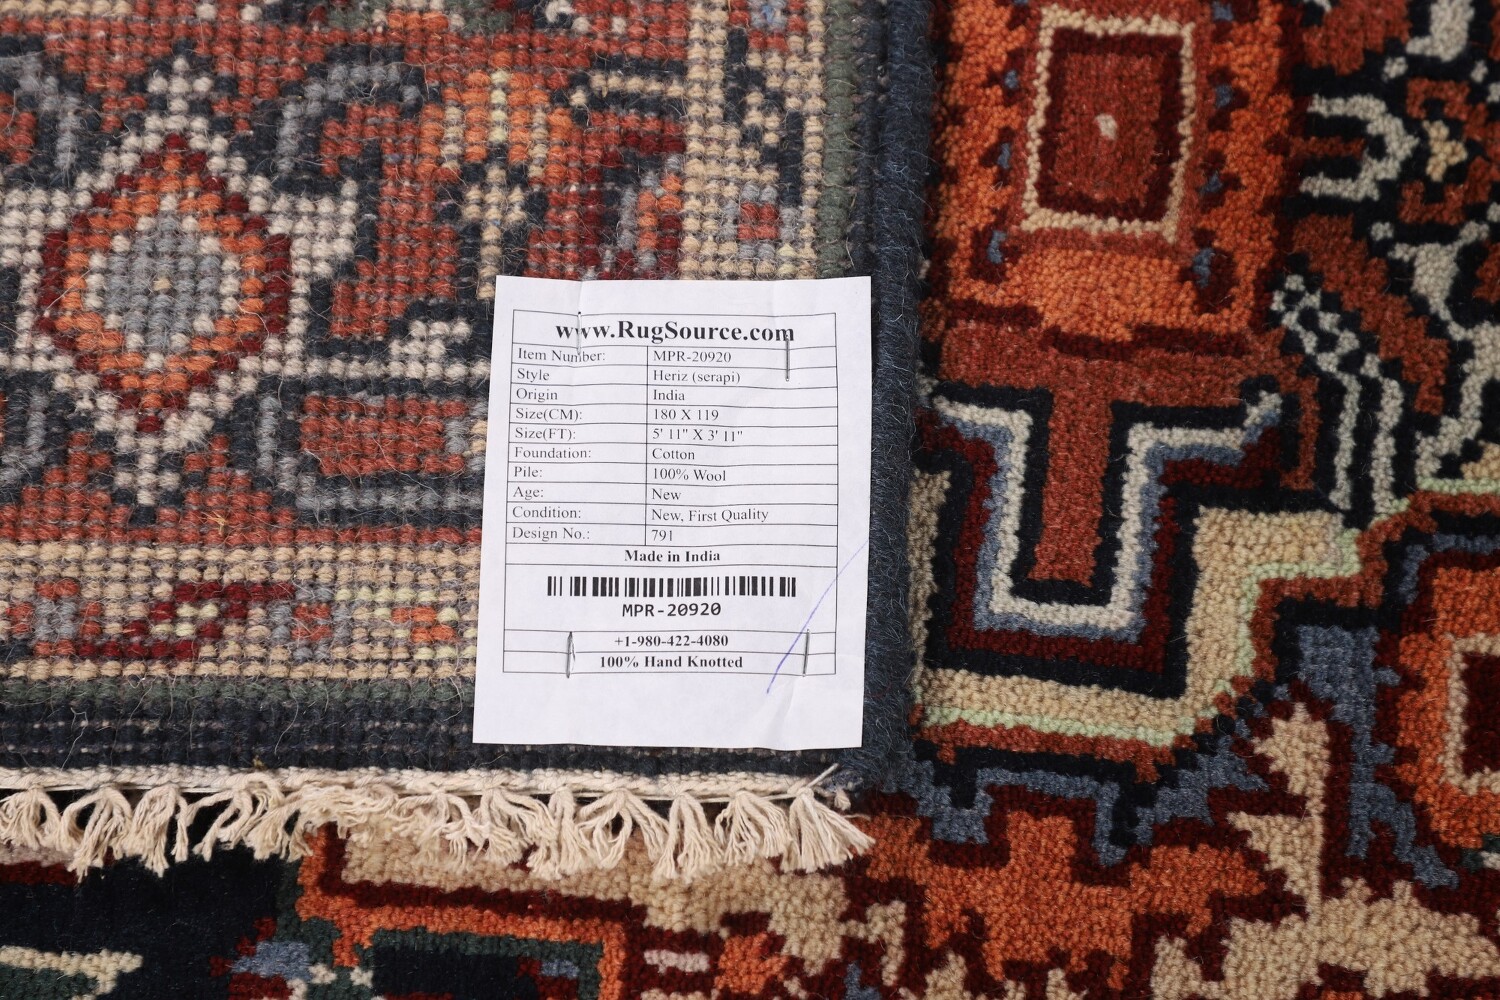 www.RugSource.com
Item Number: MPR-20920
Style Heriz (serapi)
Origin India
Size(CM): 180 X 119
Size(FT): 5' 11" X 3' 11"
Foundation: Cotton
Pile: 100% Wool
Age: New
Condition: New, First Quality
Design No.: 791
Made in India
MPR-20920
+1-980-422-4080
100% Hand Knotted